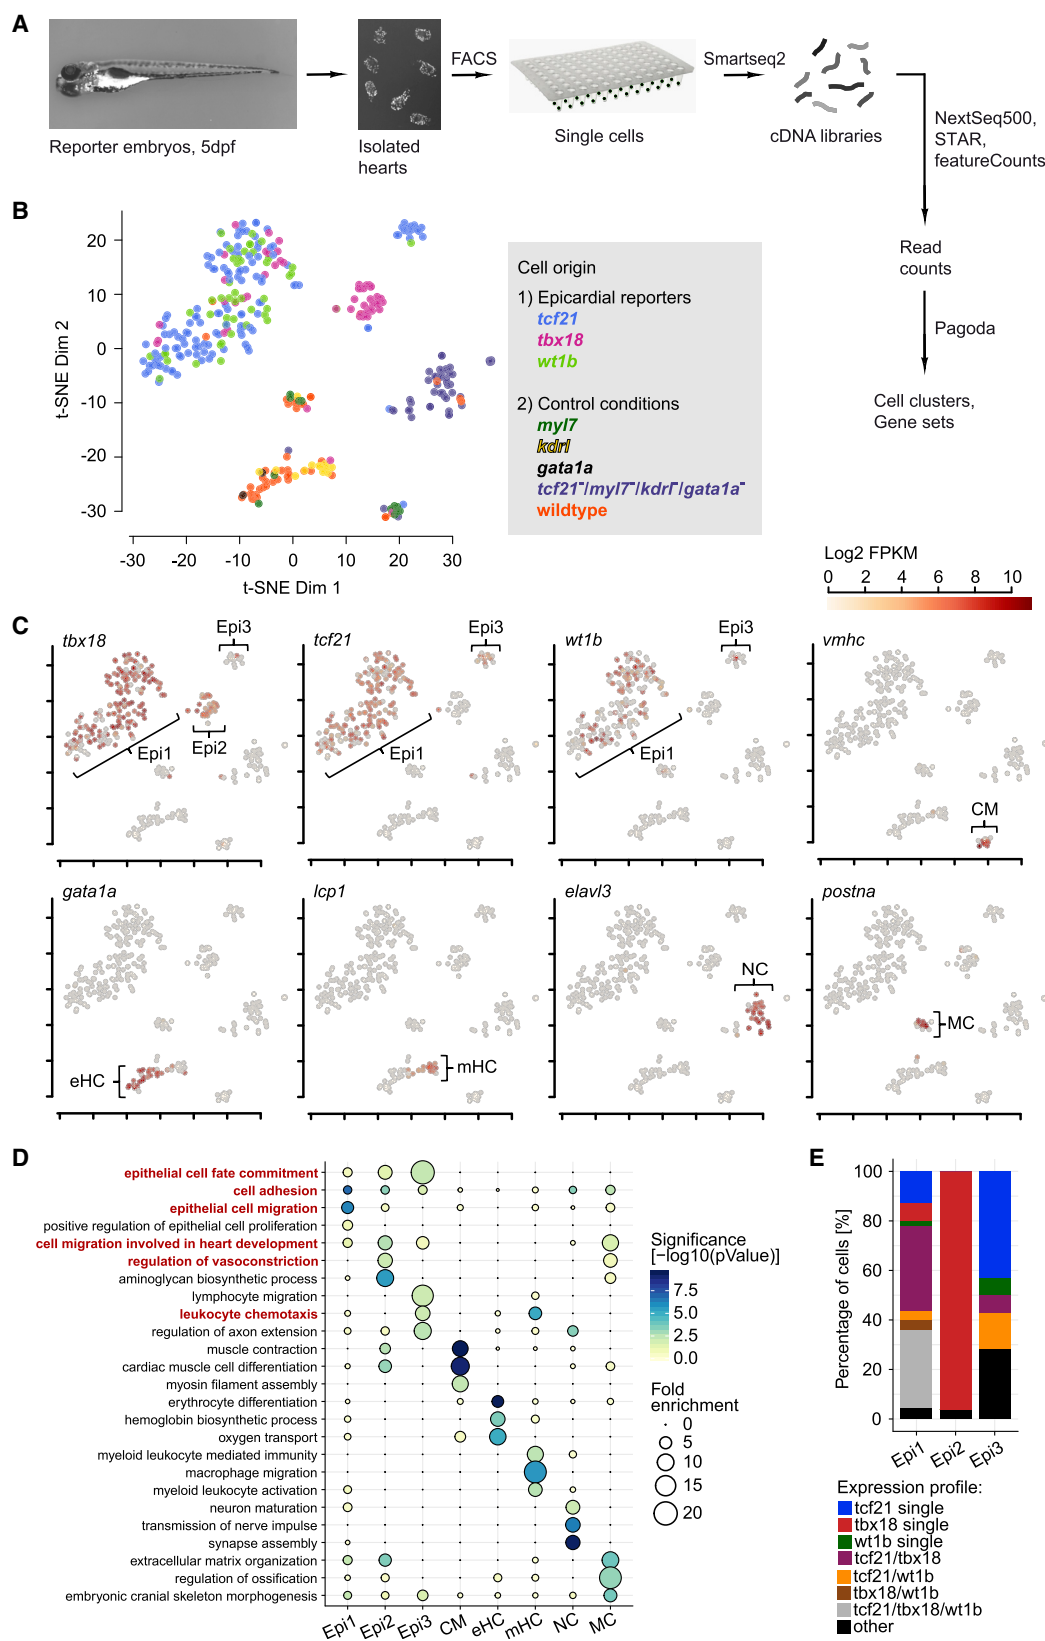 A
FACS
Smartseq2
Reporter embryos, 5dpf
Isolated
hearts
Single cells
cDNA libraries
NextSeq500,
STAR,
featureCounts
Read
counts
Pagoda
Cell clusters,
Gene sets
B
t-SNE Dim 2
20
10
0
-10
-20
-30
-30 -20 -10 0 10 20 30
t-SNE Dim 1
Cell origin
1) Epicardial reporters
tcf21
tbx18
wt1b
2) Control conditions
myl7
kdrl
gata1a
tcf21-/myl7-/kdrl-/gata1a-
wildtype
Log2 FPKM
0 2 4 6 8 10
C
tbx18
Epi3
Epi1
Epi2
tcf21
Epi3
Epi1
wt1b
Epi3
Epi1
vmhc
CM
gata1a
eHC
lcp1
mHC
elavl3
NC
postna
MC
D
epithelial cell fate commitment
cell adhesion
epithelial cell migration
positive regulation of epithelial cell proliferation
cell migration involved in heart development
regulation of vasoconstriction
aminoglycan biosynthetic process
lymphocyte migration
leukocyte chemotaxis
regulation of axon extension
muscle contraction
cardiac muscle cell differentiation
myosin filament assembly
erythrocyte differentiation
hemoglobin biosynthetic process
oxygen transport
myeloid leukocyte mediated immunity
macrophage migration
myeloid leukocyte activation
neuron maturation
transmission of nerve impulse
synapse assembly
extracellular matrix organization
regulation of ossification
embryonic cranial skeleton morphogenesis
Epi1 Epi2 Epi3 CM eHC mHC NC MC
Significance
[−log10(pValue)]
7.5
5.0
2.5
0.0
Fold
enrichment
0
5
10
15
20
E
Percentage of cells [%]
100
80
60
40
20
0
Epi1 Epi2 Epi3
Expression profile:
tcf21 single
tbx18 single
wt1b single
tcf21/tbx18
tcf21/wt1b
tbx18/wt1b
tcf21/tbx18/wt1b
other